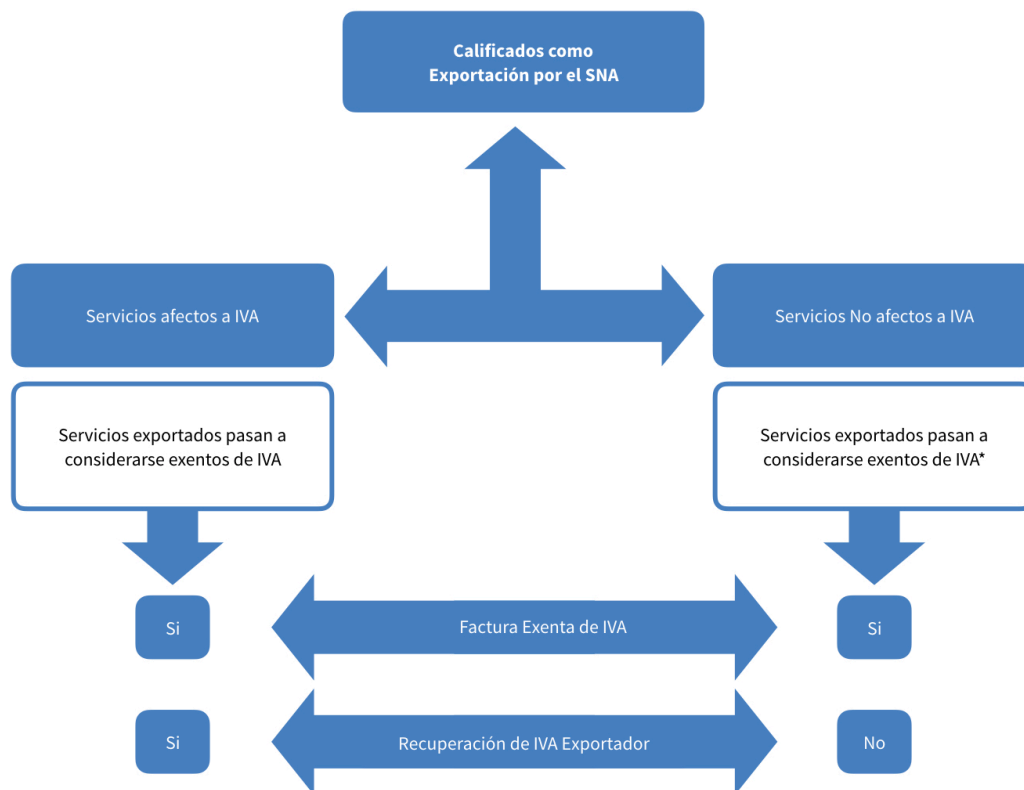 Calificados como
Exportación por el SNA
Servicios afectos a IVA
Servicios No afectos a IVA
Servicios exportados pasan a
considerarse exentos de IVA
Servicios exportados pasan a
considerarse exentos de IVA*
Si
Factura Exenta de IVA
Si
Si
Recuperación de IVA Exportador
No